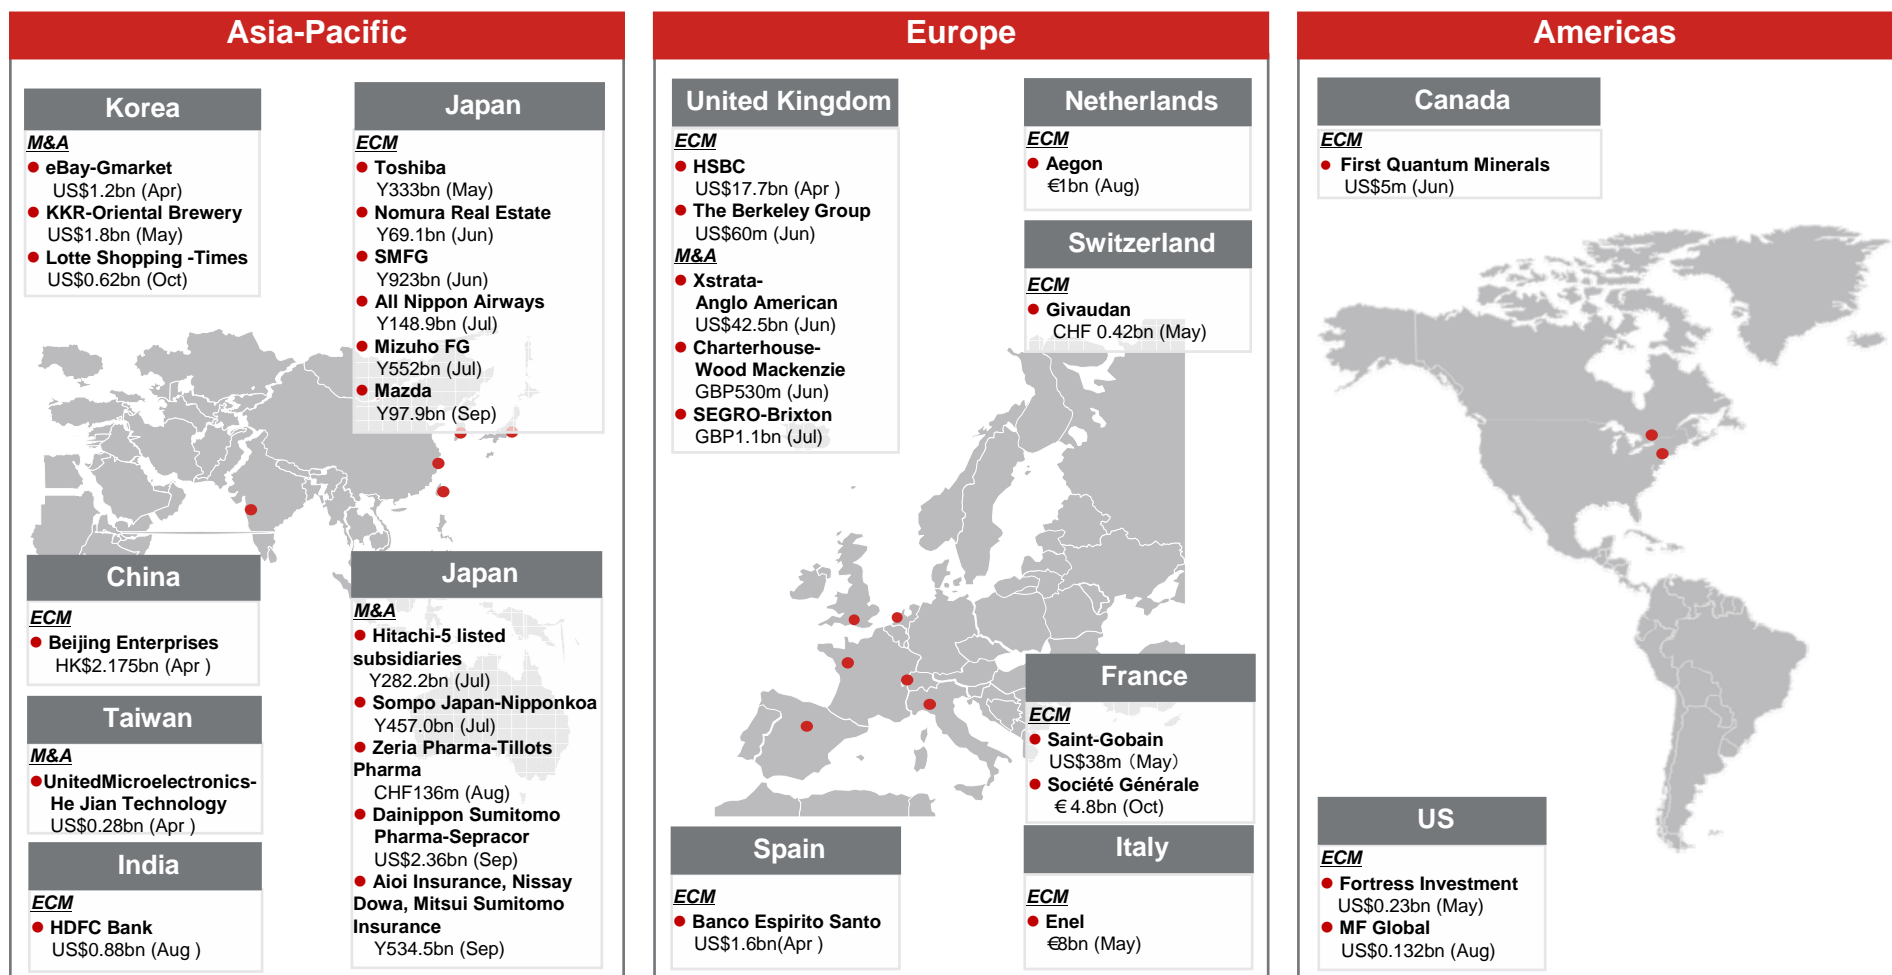 Asia-Pacific
Korea
M&A
eBay-Gmarket
US$1.2bn (Apr)
KKR-Oriental Brewery
US$1.8bn (May)
Lotte Shopping -Times
US$0.62bn (Oct)
Japan
ECM
Toshiba
Y333bn (May)
Nomura Real Estate
Y69.1bn (Jun)
SMFG
Y923bn (Jun)
All Nippon Airways
Y148.9bn (Jul)
Mizuho FG
Y552bn (Jul)
Mazda
Y97.9bn (Sep)
China
ECM
Beijing Enterprises
HK$2.175bn (Apr )
Taiwan
M&A
UnitedMicroelectronics-
He Jian Technology
US$0.28bn (Apr )
India
ECM
HDFC Bank
US$0.88bn (Aug )
Japan
M&A
Hitachi-5 listed
subsidiaries
Y282.2bn (Jul)
Sompo Japan-Nipponkoa
Y457.0bn (Jul)
Zeria Pharma-Tillots
Pharma
CHF136m (Aug)
Dainippon Sumitomo
Pharma-Sepracor
US$2.36bn (Sep)
Aioi Insurance, Nissay
Dowa, Mitsui Sumitomo
Insurance
Y534.5bn (Sep)
Europe
United Kingdom
ECM
HSBC
US$17.7bn (Apr )
The Berkeley Group
US$60m (Jun)
M&A
Xstrata-
Anglo American
US$42.5bn (Jun)
Charterhouse-
Wood Mackenzie
GBP530m (Jun)
SEGRO-Brixton
GBP1.1bn (Jul)
Netherlands
ECM
Aegon
€1bn (Aug)
Switzerland
ECM
Givaudan
CHF 0.42bn (May)
France
ECM
Saint-Gobain
US$38m（May）
Société Générale
€ 4.8bn (Oct)
Spain
ECM
Banco Espirito Santo
US$1.6bn(Apr )
Italy
ECM
Enel
€8bn (May)
Americas
Canada
ECM
First Quantum Minerals
US$5m (Jun)
US
ECM
Fortress Investment
US$0.23bn (May)
MF Global
US$0.132bn (Aug)